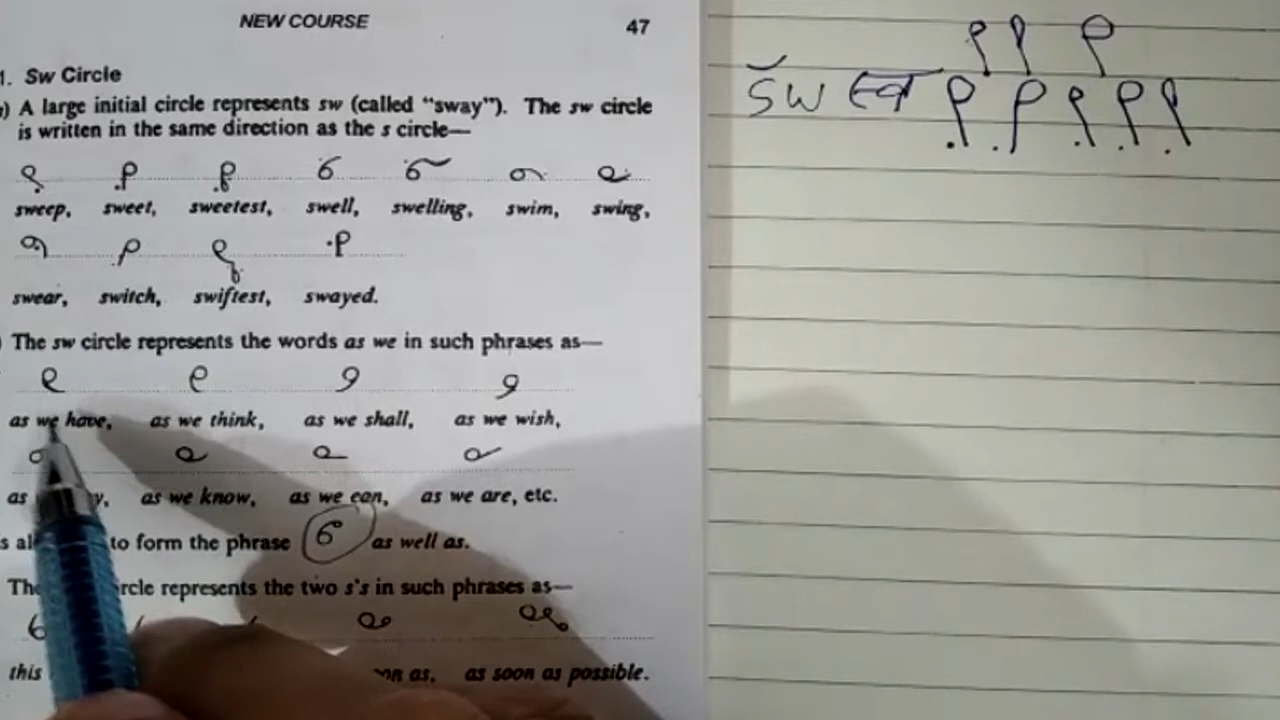 NEW COURSE 47
1. Sw Circle
A large initial circle represents sw (called “sway”). The sw circle
is written in the same direction as the s circle—
sweep, sweet, sweetest, swell, swelling, swim, swing,
swear, switch, swiftest, swayed.
The sw circle represents the words as we in such phrases as—
as we have, as we think, as we shall, as we wish,
as we know, as we can, as we are, etc.
to form the phrase as well as.
represents the two s's in such phrases as—
this as, as soon as possible.
sw